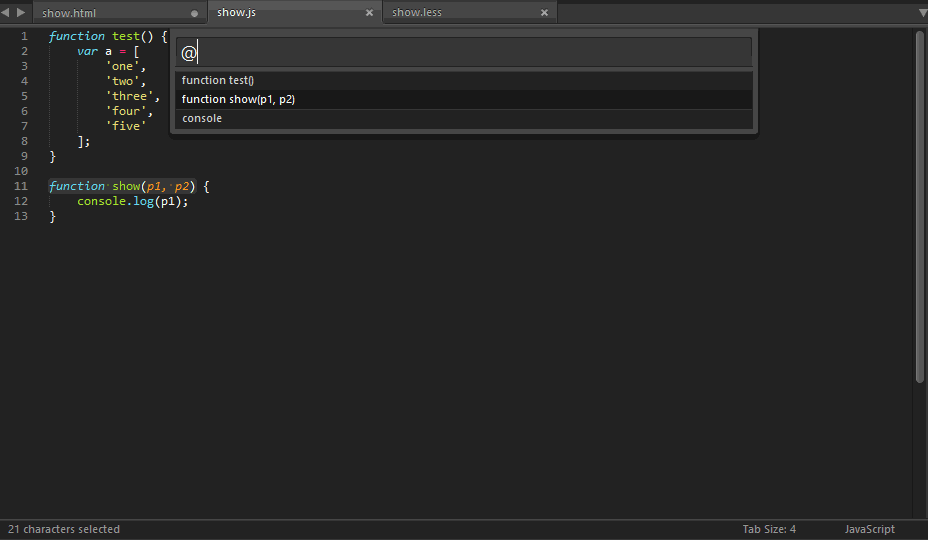 show.html
show.js
show.less
@
function test()
function show(p1, p2)
console
1 function test() {
2 var a = [
3 'one',
4 'two',
5 'three',
6 'four',
7 'five'
8 ];
9 }
10
11 function show(p1, p2) {
12 console.log(p1);
13 }
21 characters selected
Tab Size: 4
JavaScript